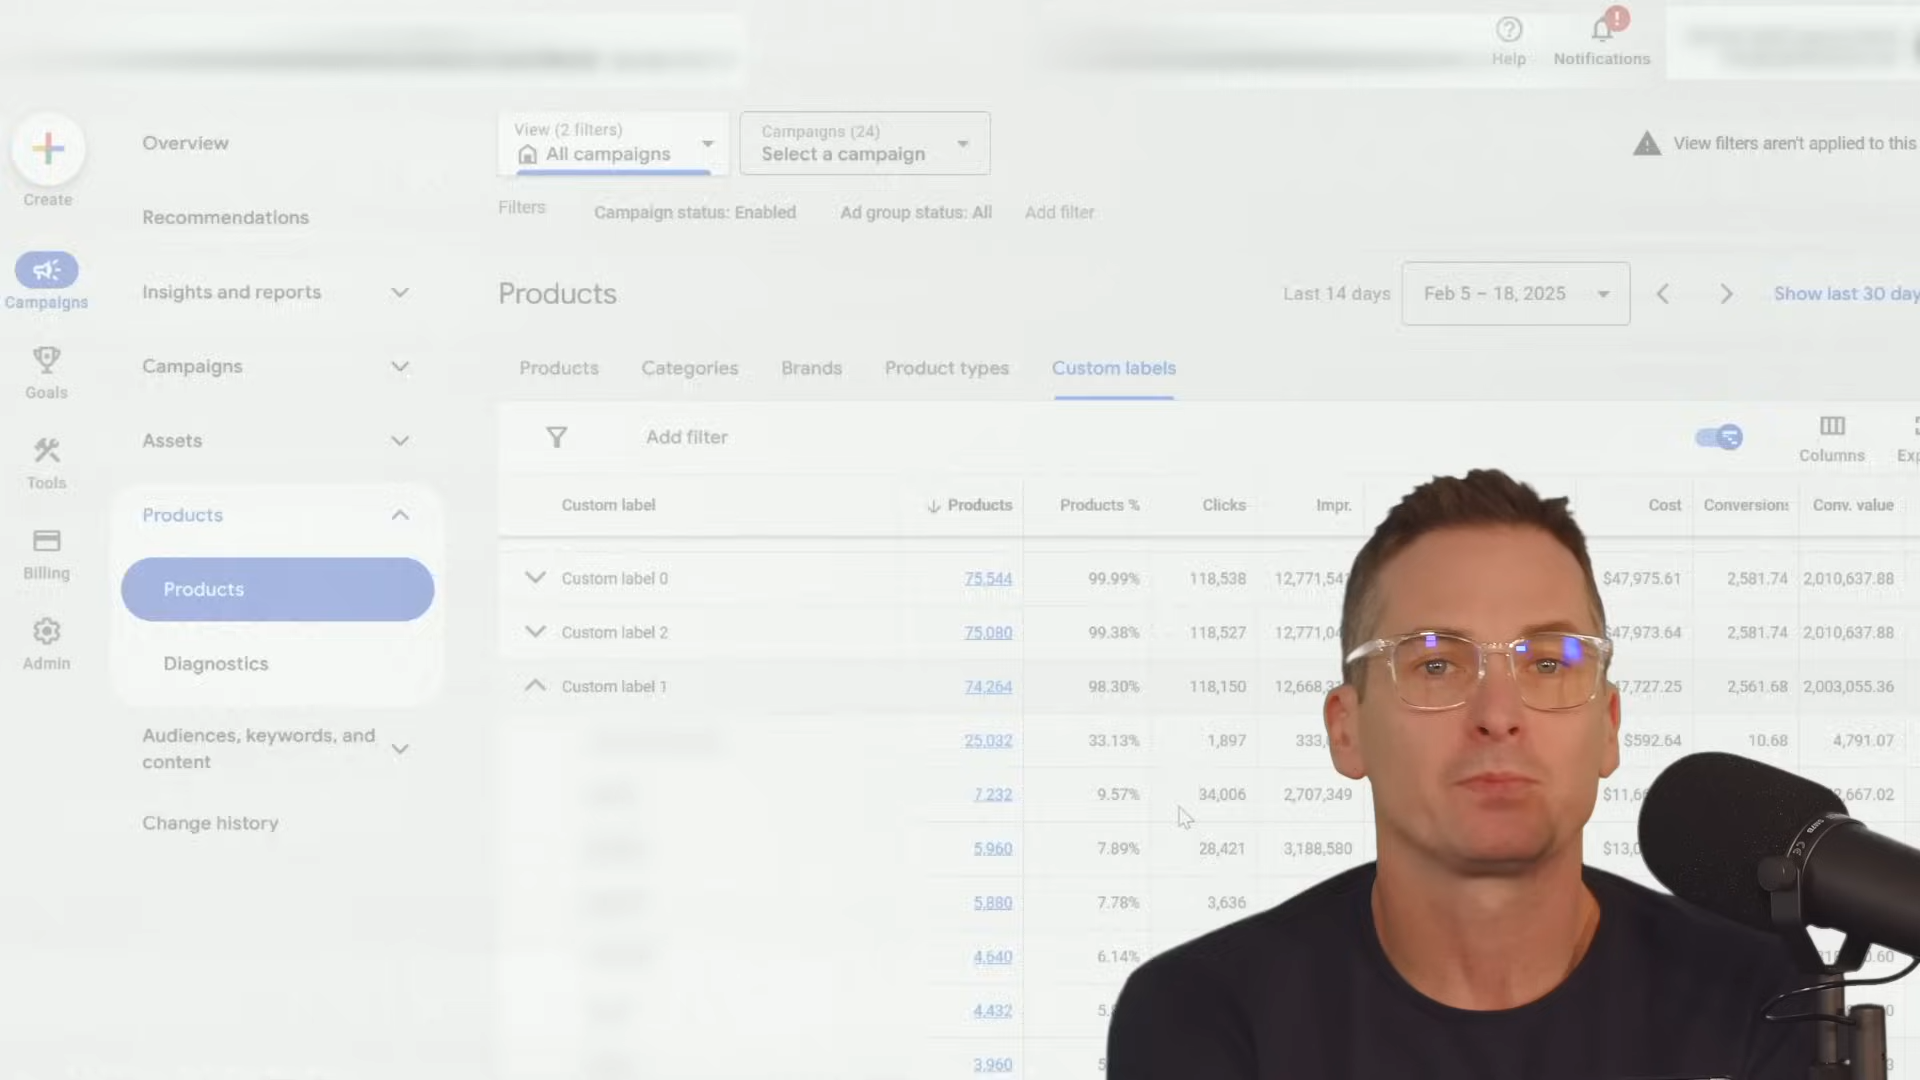 Help
Notifications
Create
Campaigns
Goals
Tools
Billing
Admin
Overview
Recommendations
Insights and reports
Campaigns
Assets
Products
Products
Diagnostics
Audiences, keywords, and
content
Change history
View (2 filters)
All campaigns
Campaigns (24)
Select a campaign
View filters aren't applied to this
Filters
Campaign status: Enabled
Ad group status: All
Add filter
Products
Last 14 days
Feb 5 – 18, 2025
Show last 30 day
Products Categories Brands Product types Custom labels
Add filter
Columns
Custom label Products Products % Clicks Impr. Cost Conversions Conv. value
Custom label 0 75,544 99.99% 118,538 $47,975.61 2,581.74 2,010,637.88
Custom label 2 75,080 99.38% 118,527 $47,973.64 2,581.74 2,010,637.88
Custom label 1 74,264 98.30% 118,150 47,727.25 2,561.68 2,003,055.36
25,032 33.13% 1,897 $592.64 10.68 4,791.07
7,232 9.57% 34,006 2,707,349
5,960 7.89% 28,421 3,188,580
5,880 7.78% 3,636
4,640 6.14%
4,432
3,960